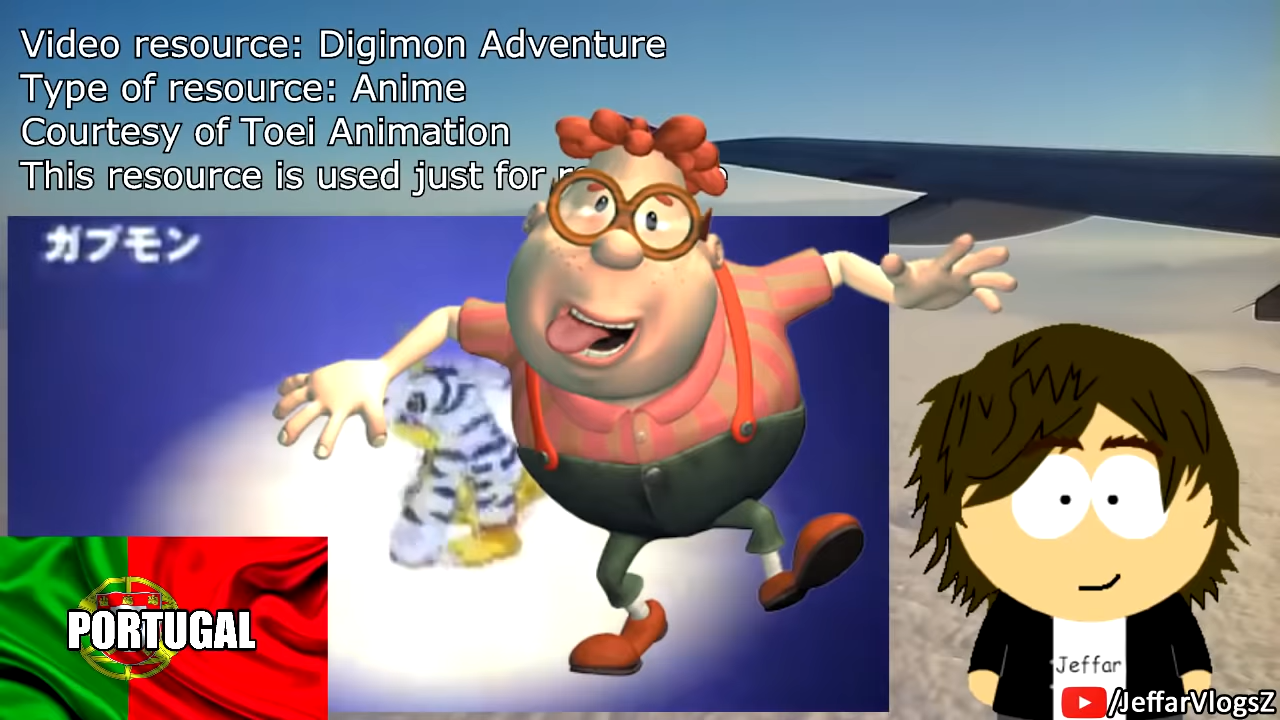 Video resource: Digimon Adventure
Type of resource: Anime
Courtesy of Toei Animation
This resource is used just for
ガブモン
PORTUGAL
Jeffar
/JeffarVlogsZ